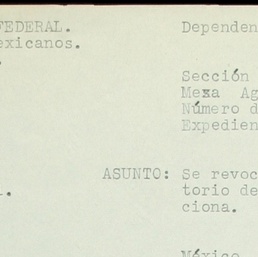 FEDERAL.
exicanos.
Dependen
Sección
Mesa Ag
Número d
Expedien
ASUNTO: Se revoc
torio de
ciona.
México